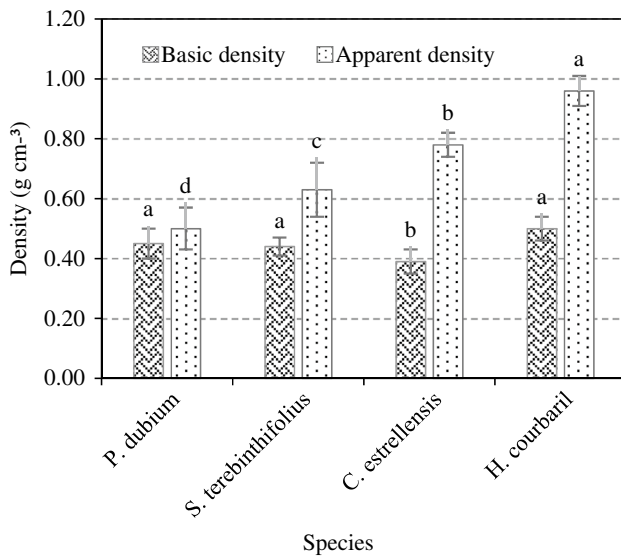 1.20
1.00
0.80
0.60
0.40
0.20
0.00
Density (g cm-³)
Basic density
Apparent density
a
d
a
c
b
b
a
a
P. dubium
S. terebinthifolius
C. estrellensis
H. courbaril
Species